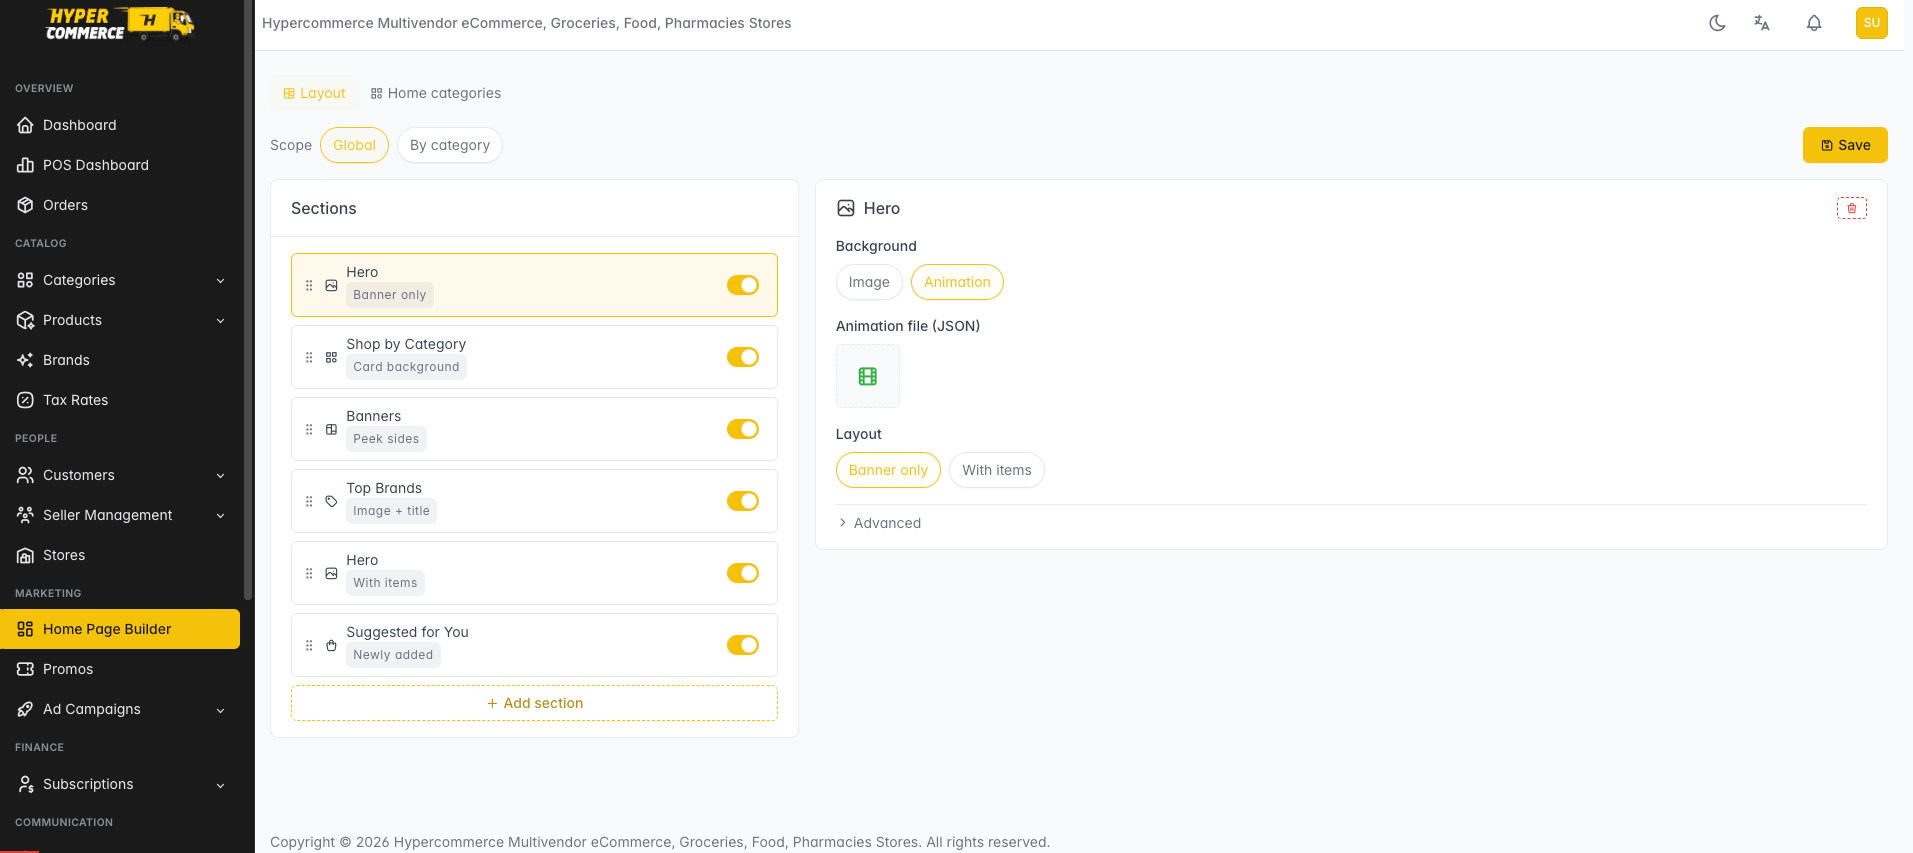 HYPER
COMMERCE
H
Hypercommerce Multivendor eCommerce, Groceries, Food, Pharmacies Stores
SU
OVERVIEW
Dashboard
POS Dashboard
Orders
CATALOG
Categories
Products
Brands
Tax Rates
PEOPLE
Customers
Seller Management
Stores
MARKETING
Home Page Builder
Promos
Ad Campaigns
FINANCE
Subscriptions
COMMUNICATION
Layout
Home categories
Scope
Global
By category
Save
Sections
Hero
Banner only
Shop by Category
Card background
Banners
Peek sides
Top Brands
Image + title
Hero
With items
Suggested for You
Newly added
+ Add section
Hero
Background
Image
Animation
Animation file (JSON)
Layout
Banner only
With items
Advanced
Copyright © 2026 Hypercommerce Multivendor eCommerce, Groceries, Food, Pharmacies Stores. All rights reserved.